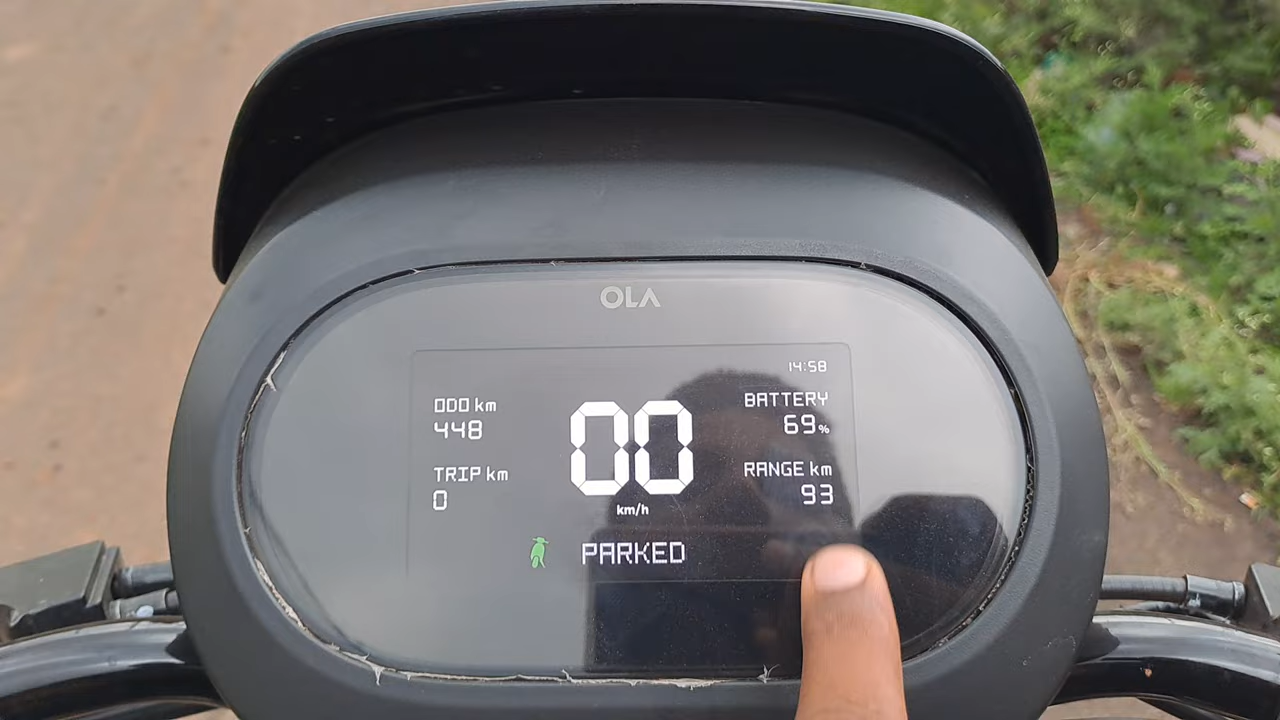 OLA
14:58
ODO km
448
TRIP km
0
00
km/h
BATTERY
69%
RANGE km
93
PARKED